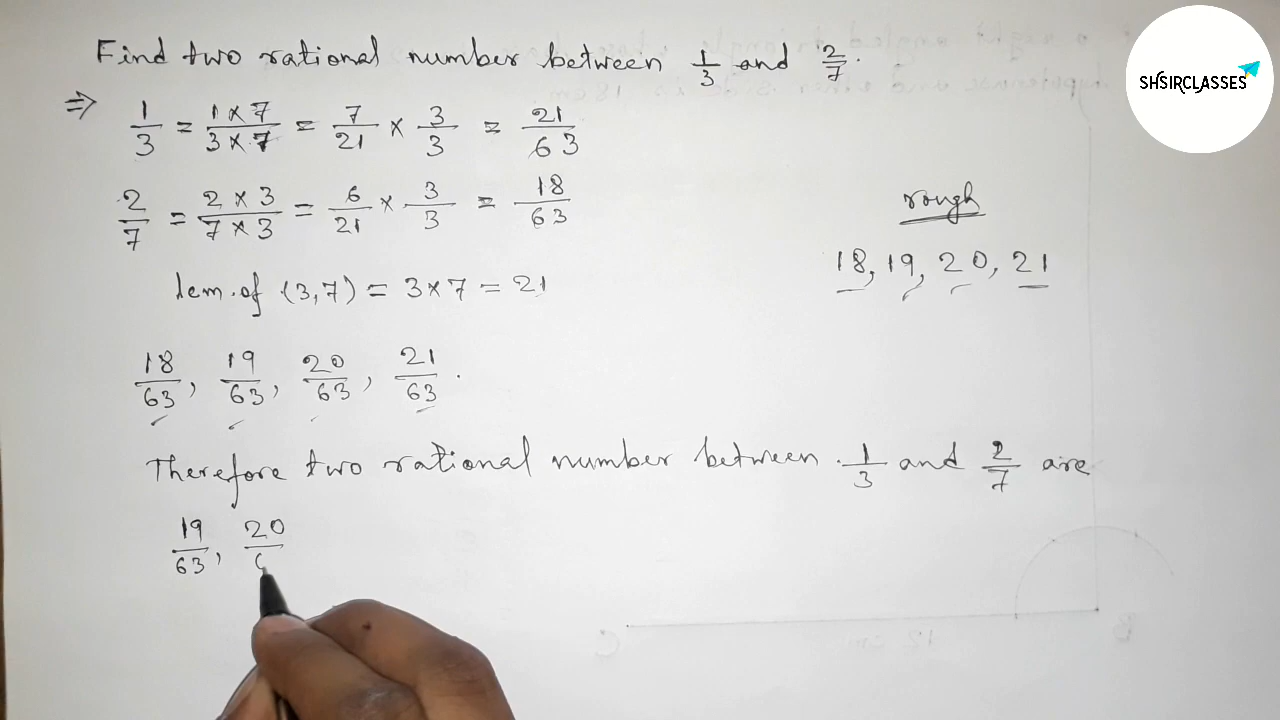 Find two rational number between 1/3 and 2/7.
SHSIRCLASSES
⇒ 1/3 = 1×7/3×7 = 7/21 × 3/3 = 21/63
2/7 = 2×3/7×3 = 6/21 × 3/3 = 18/63
rough
18, 19, 20, 21
lcm. of (3,7) = 3×7 = 21
18/63, 19/63, 20/63, 21/63.
Therefore two rational number between 1/3 and 2/7 are
19/63, 20/6